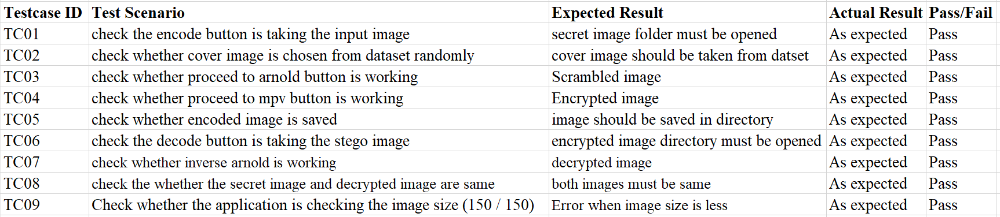 Testcase ID Test Scenario Expected Result Actual Result Pass/Fail
TC01 check the encode button is taking the input image secret image folder must be opened As expected Pass
TC02 check whether cover image is chosen from dataset randomly cover image should be taken from datset As expected Pass
TC03 check whether proceed to arnold button is working Scrambled image As expected Pass
TC04 check whether proceed to mpv button is working Encrypted image As expected Pass
TC05 check whether encoded image is saved image should be saved in directory As expected Pass
TC06 check the decode button is taking the stego image encrypted image directory must be opened As expected Pass
TC07 check whether inverse arnold is working decrypted image As expected Pass
TC08 check the whether the secret image and decrypted image are same both images must be same As expected Pass
TC09 Check whether the application is checking the image size (150 / 150) Error when image size is less As expected Pass